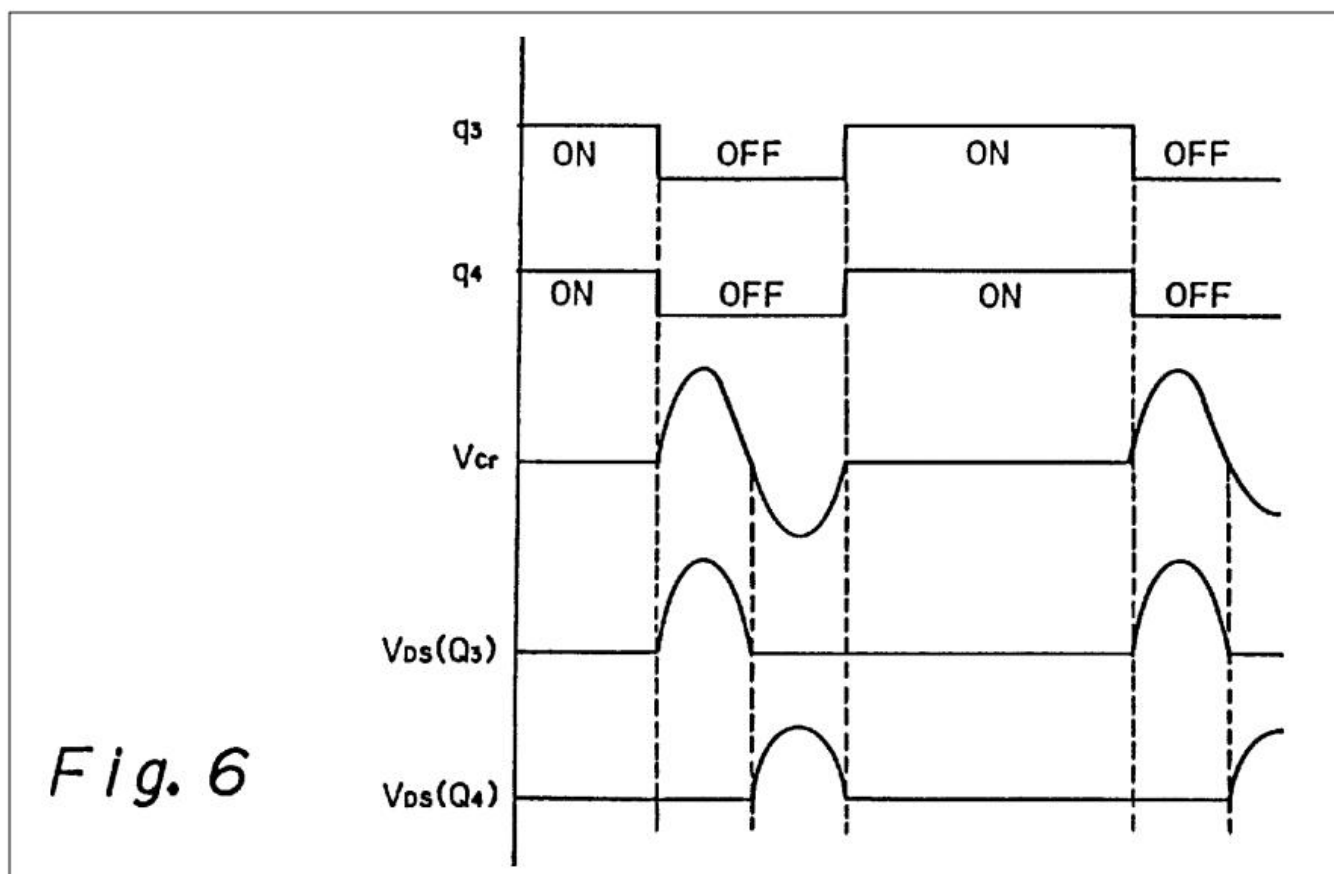 q3
ON OFF ON OFF
q4
ON OFF ON OFF
Vcr
VDS(Q3)
VDS(Q4)
Fig. 6